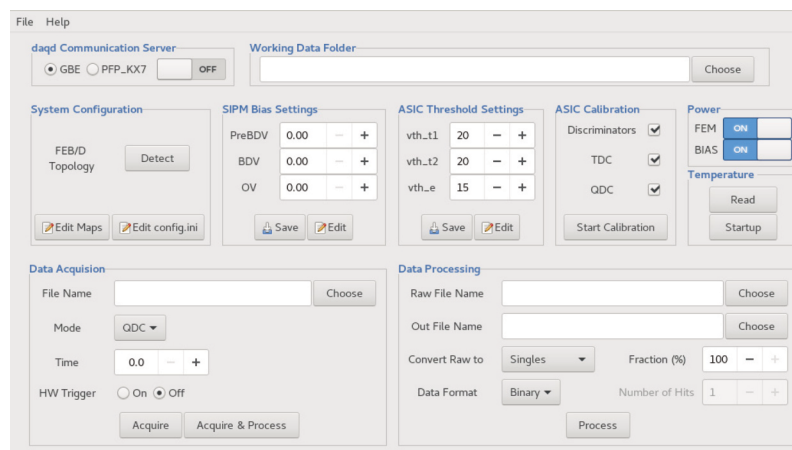 File Help
daqd Communication Server Working Data Folder
GBE PFP_KX7 OFF Choose
System Configuration SIPM Bias Settings ASIC Threshold Settings ASIC Calibration Power
PreBDV 0.00 − + vth_t1 20 − + Discriminators FEM ON
FEB/D Topology Detect BDV 0.00 − + vth_t2 20 − + TDC BIAS ON
Temperature
OV 0.00 − + vth_e 15 − + QDC Read
Edit Maps Edit config.ini Save Edit Save Edit Start Calibration Startup
Data Acquision Data Processing
File Name Choose Raw File Name Choose
Mode QDC Out File Name Choose
Time 0.0 − + Convert Raw to Singles Fraction (%) 100 − +
HW Trigger On Off Data Format Binary Number of Hits 1 − +
Acquire Acquire & Process Process